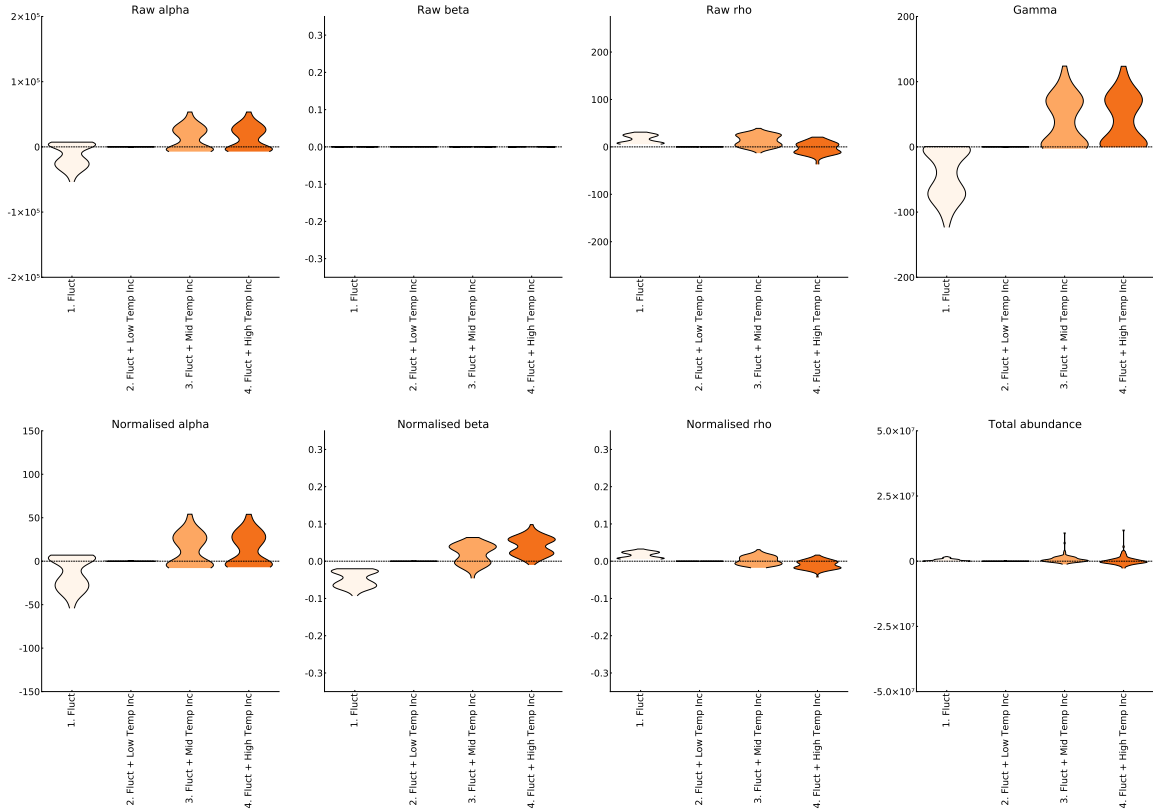 Raw alpha
2×10⁵
1×10⁵
0
-1×10⁵
-2×10⁵
1. Fluct
2. Fluct + Low Temp Inc
3. Fluct + Mid Temp Inc
4. Fluct + High Temp Inc
Raw beta
0.3
0.2
0.1
0.0
-0.1
-0.2
-0.3
1. Fluct
2. Fluct + Low Temp Inc
3. Fluct + Mid Temp Inc
4. Fluct + High Temp Inc
Raw rho
200
100
0
-100
-200
1. Fluct
2. Fluct + Low Temp Inc
3. Fluct + Mid Temp Inc
4. Fluct + High Temp Inc
Gamma
200
100
0
-100
-200
1. Fluct
2. Fluct + Low Temp Inc
3. Fluct + Mid Temp Inc
4. Fluct + High Temp Inc
Normalised alpha
150
100
50
0
-50
-100
-150
1. Fluct
2. Fluct + Low Temp Inc
3. Fluct + Mid Temp Inc
4. Fluct + High Temp Inc
Normalised beta
0.3
0.2
0.1
0.0
-0.1
-0.2
-0.3
1. Fluct
2. Fluct + Low Temp Inc
3. Fluct + Mid Temp Inc
4. Fluct + High Temp Inc
Normalised rho
0.3
0.2
0.1
0.0
-0.1
-0.2
-0.3
1. Fluct
2. Fluct + Low Temp Inc
3. Fluct + Mid Temp Inc
4. Fluct + High Temp Inc
Total abundance
5.0×10⁷
2.5×10⁷
0
-2.5×10⁷
-5.0×10⁷
1. Fluct
2. Fluct + Low Temp Inc
3. Fluct + Mid Temp Inc
4. Fluct + High Temp Inc